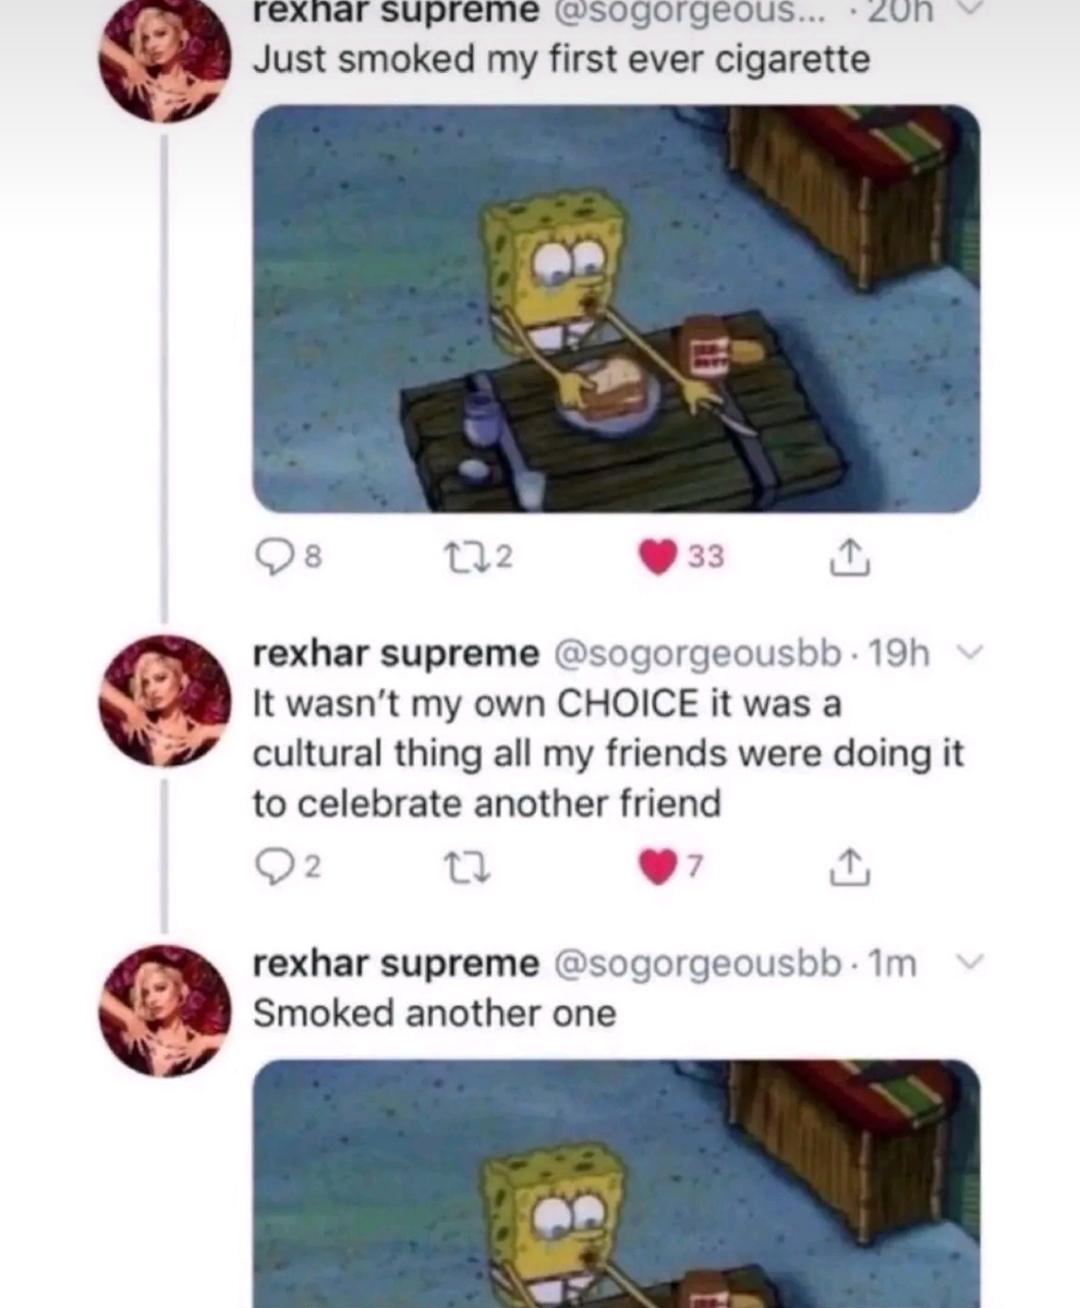 rexhar supreme @sogorgeous... · 20h
Just smoked my first ever cigarette
8 2 33
rexhar supreme @sogorgeousbb · 19h
It wasn't my own CHOICE it was a
cultural thing all my friends were doing it
to celebrate another friend
2 7
rexhar supreme @sogorgeousbb · 1m
Smoked another one